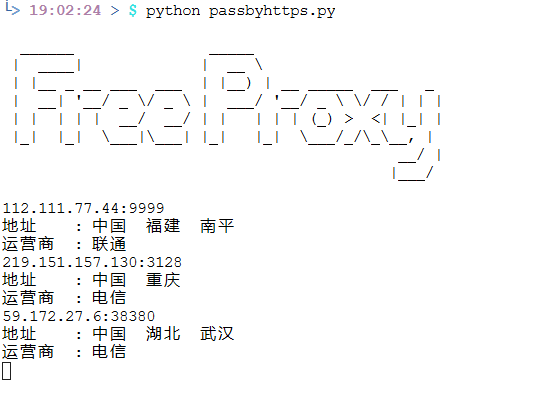 19:02:24 > $ python passbyhttps.py
FreeProxy
112.111.77.44:9999
地址 : 中国 福建 南平
运营商 : 联通
219.151.157.130:3128
地址 : 中国 重庆
运营商 : 电信
59.172.27.6:38380
地址 : 中国 湖北 武汉
运营商 : 电信